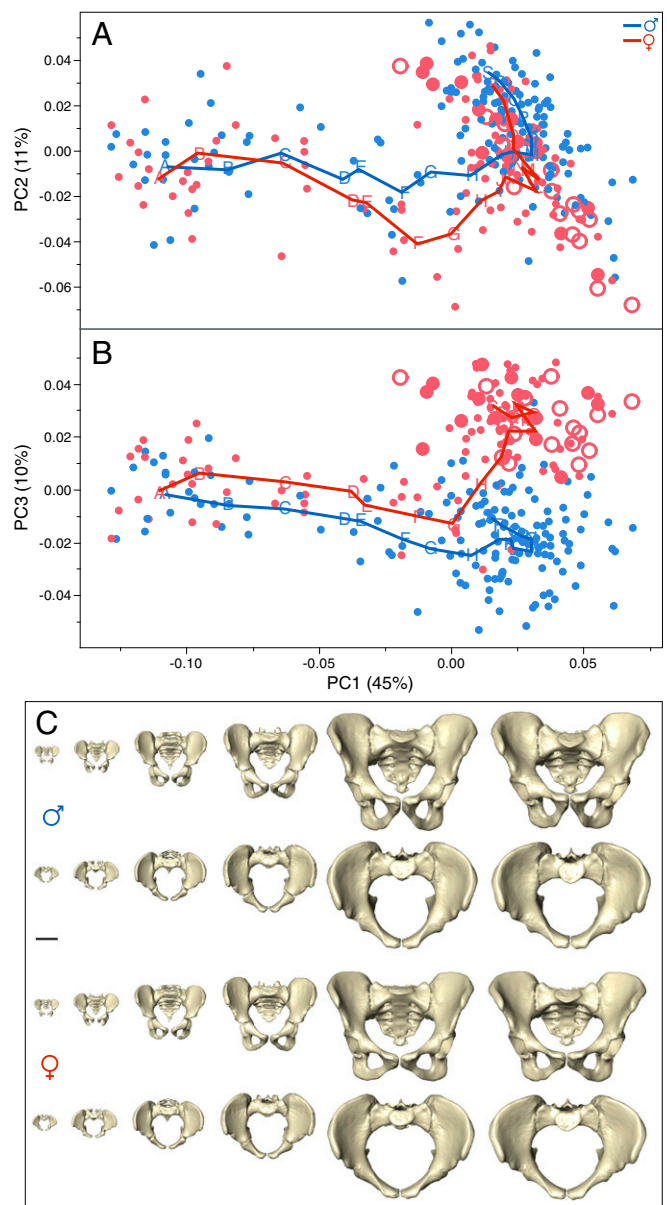 A
♂
♀
0.04
0.02
0.00
-0.02
-0.04
-0.06
PC2 (11%)
A B C D E G
A B C D E F G H
B
0.04
0.02
0.00
-0.02
-0.04
PC3 (10%)
A B C D E F G
A B C D E F G H
-0.10 -0.05 0.00 0.05
PC1 (45%)
C
♂
♀